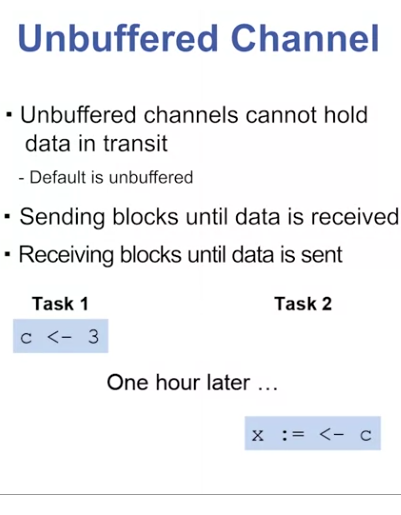 Unbuffered Channel
▪ Unbuffered channels cannot hold
data in transit
- Default is unbuffered
▪ Sending blocks until data is received
▪ Receiving blocks until data is sent
Task 1 Task 2
c <- 3
One hour later …
x := <- c